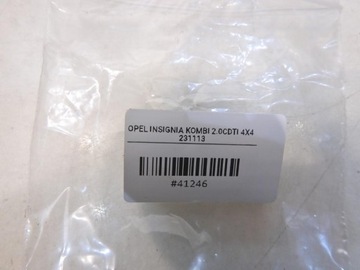 OPEL INSIGNIA KOMBI 2.0CDTI 4X4
231113
#41246